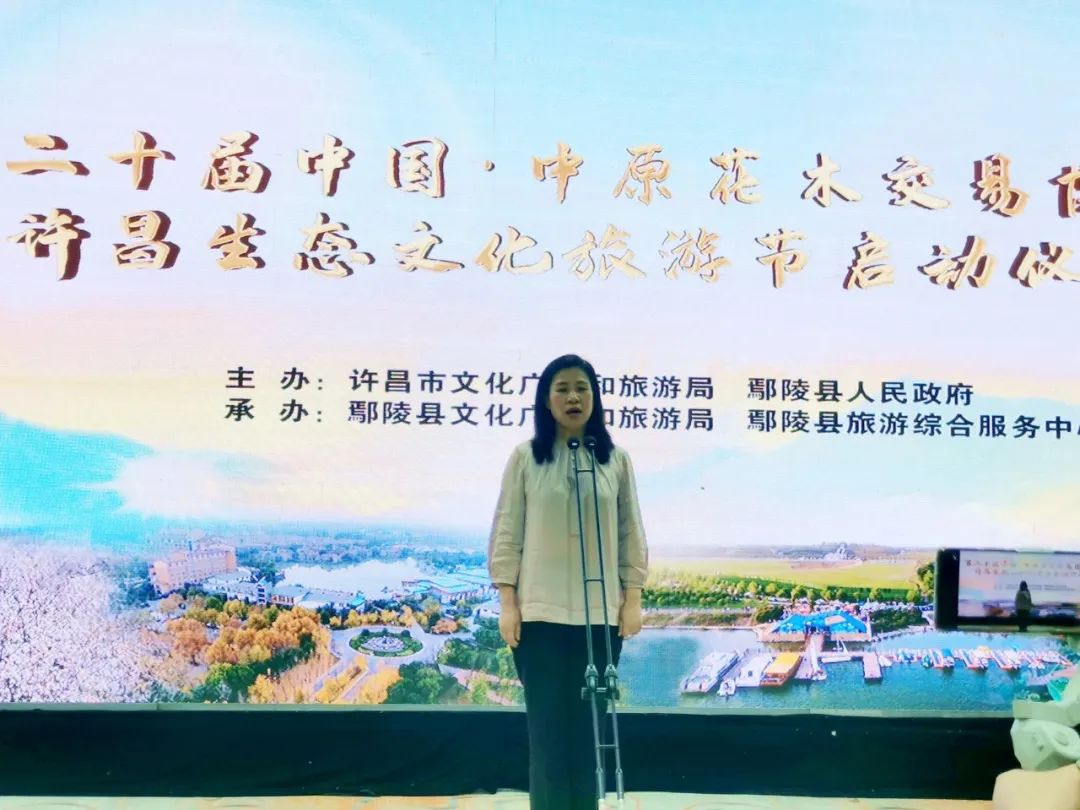 二十届中国·中原花木交易
许昌生态文化旅游节启动仪
主 办：许昌市文化广 和旅游局 鄢陵县人民政府
承 办：鄢陵县文化广 和旅游局 鄢陵县旅游综合服务中